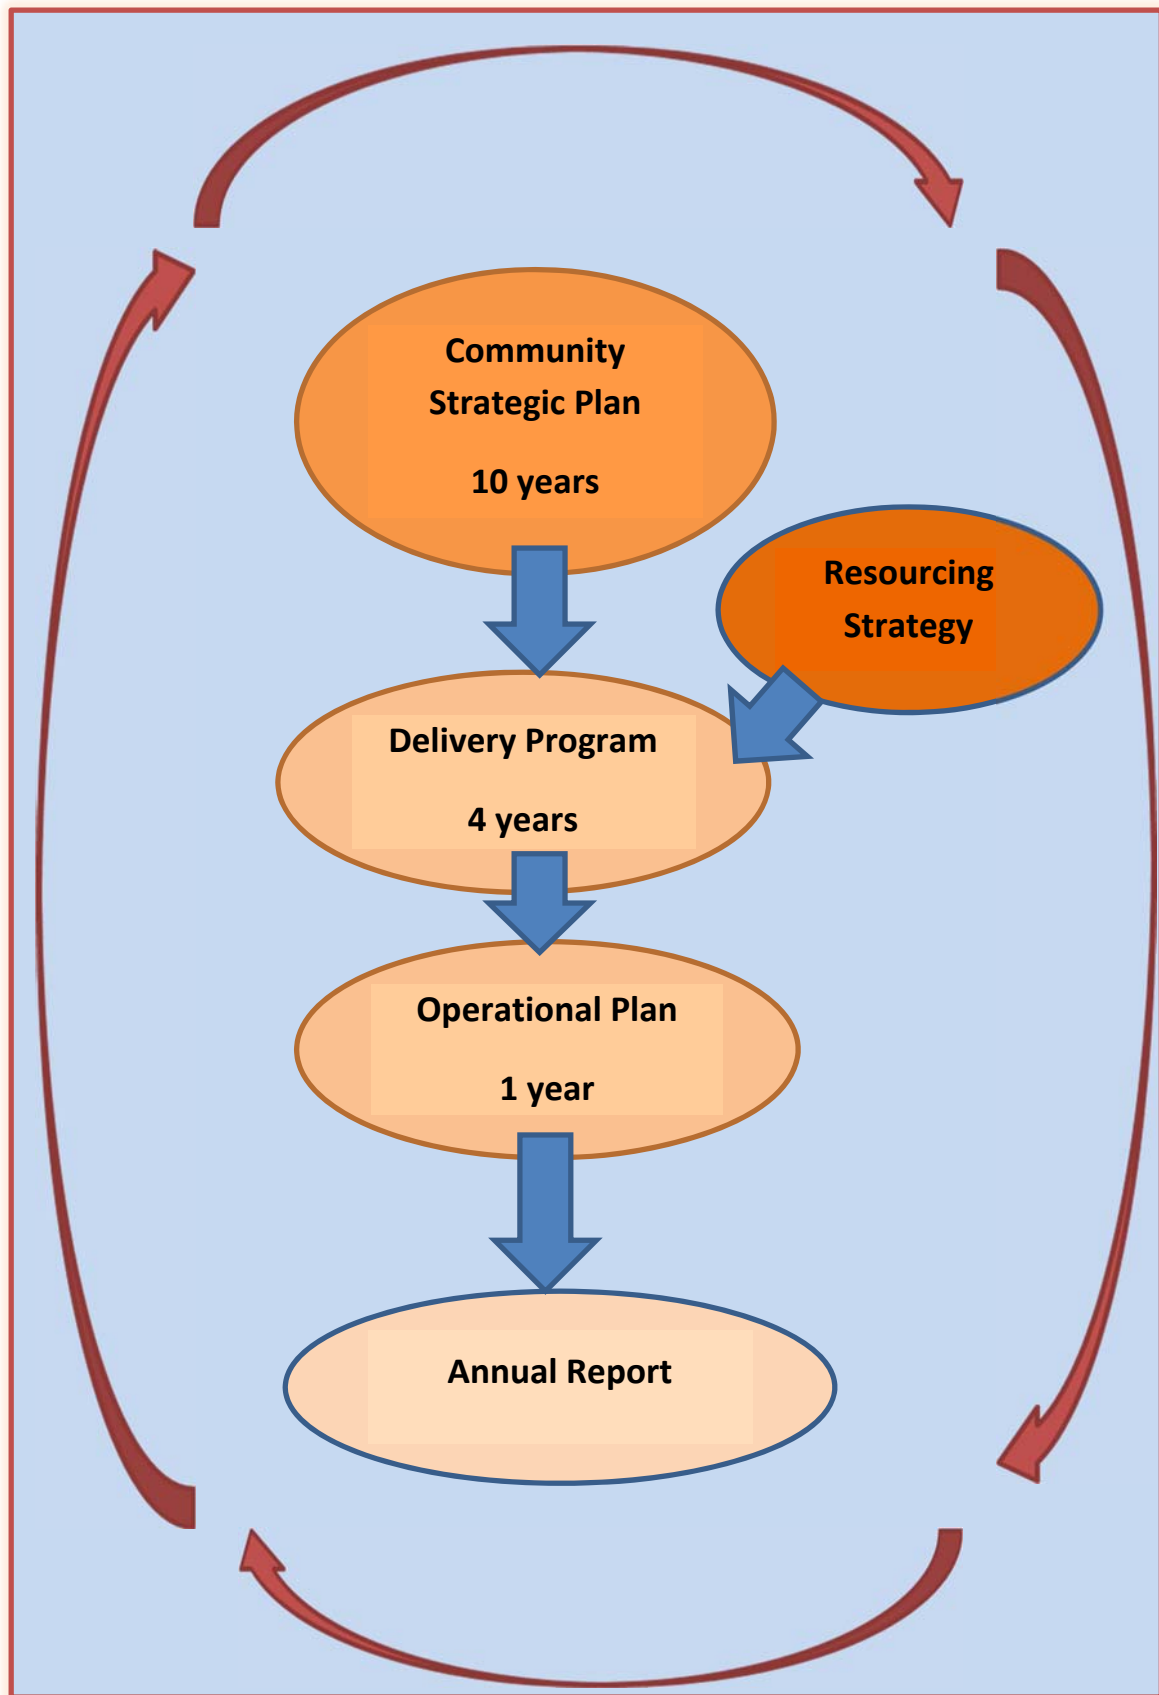 Community
Strategic Plan
10 years
Resourcing
Strategy
Delivery Program
4 years
Operational Plan
1 year
Annual Report